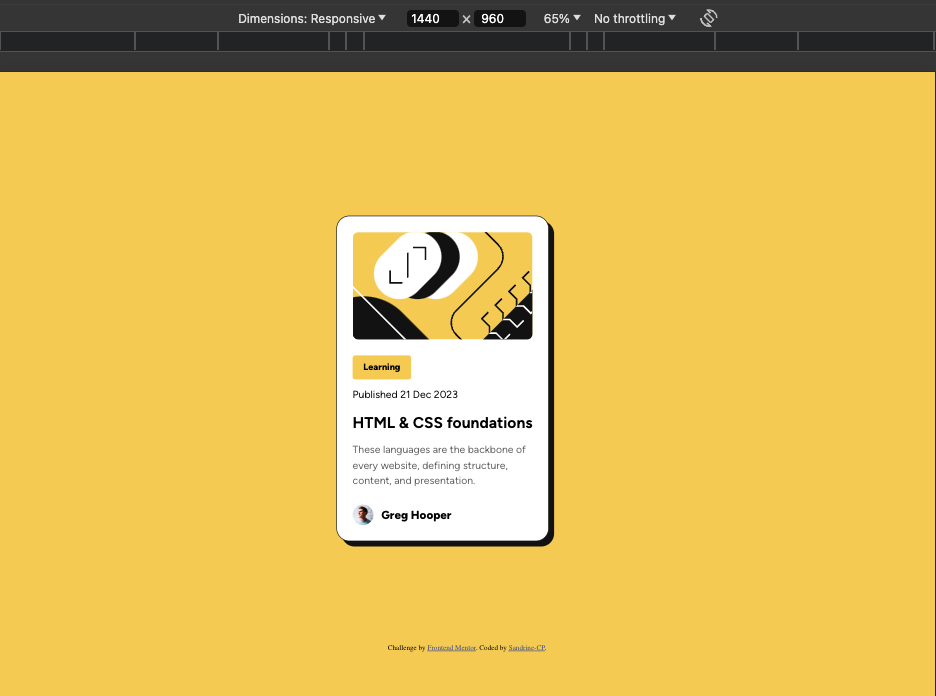 Dimensions: Responsive 1440 × 960 65% No throttling
Learning
Published 21 Dec 2023
HTML & CSS foundations
These languages are the backbone of
every website, defining structure,
content, and presentation.
Greg Hooper
Challenge by Frontend Mentor. Coded by Sandrine-CP.